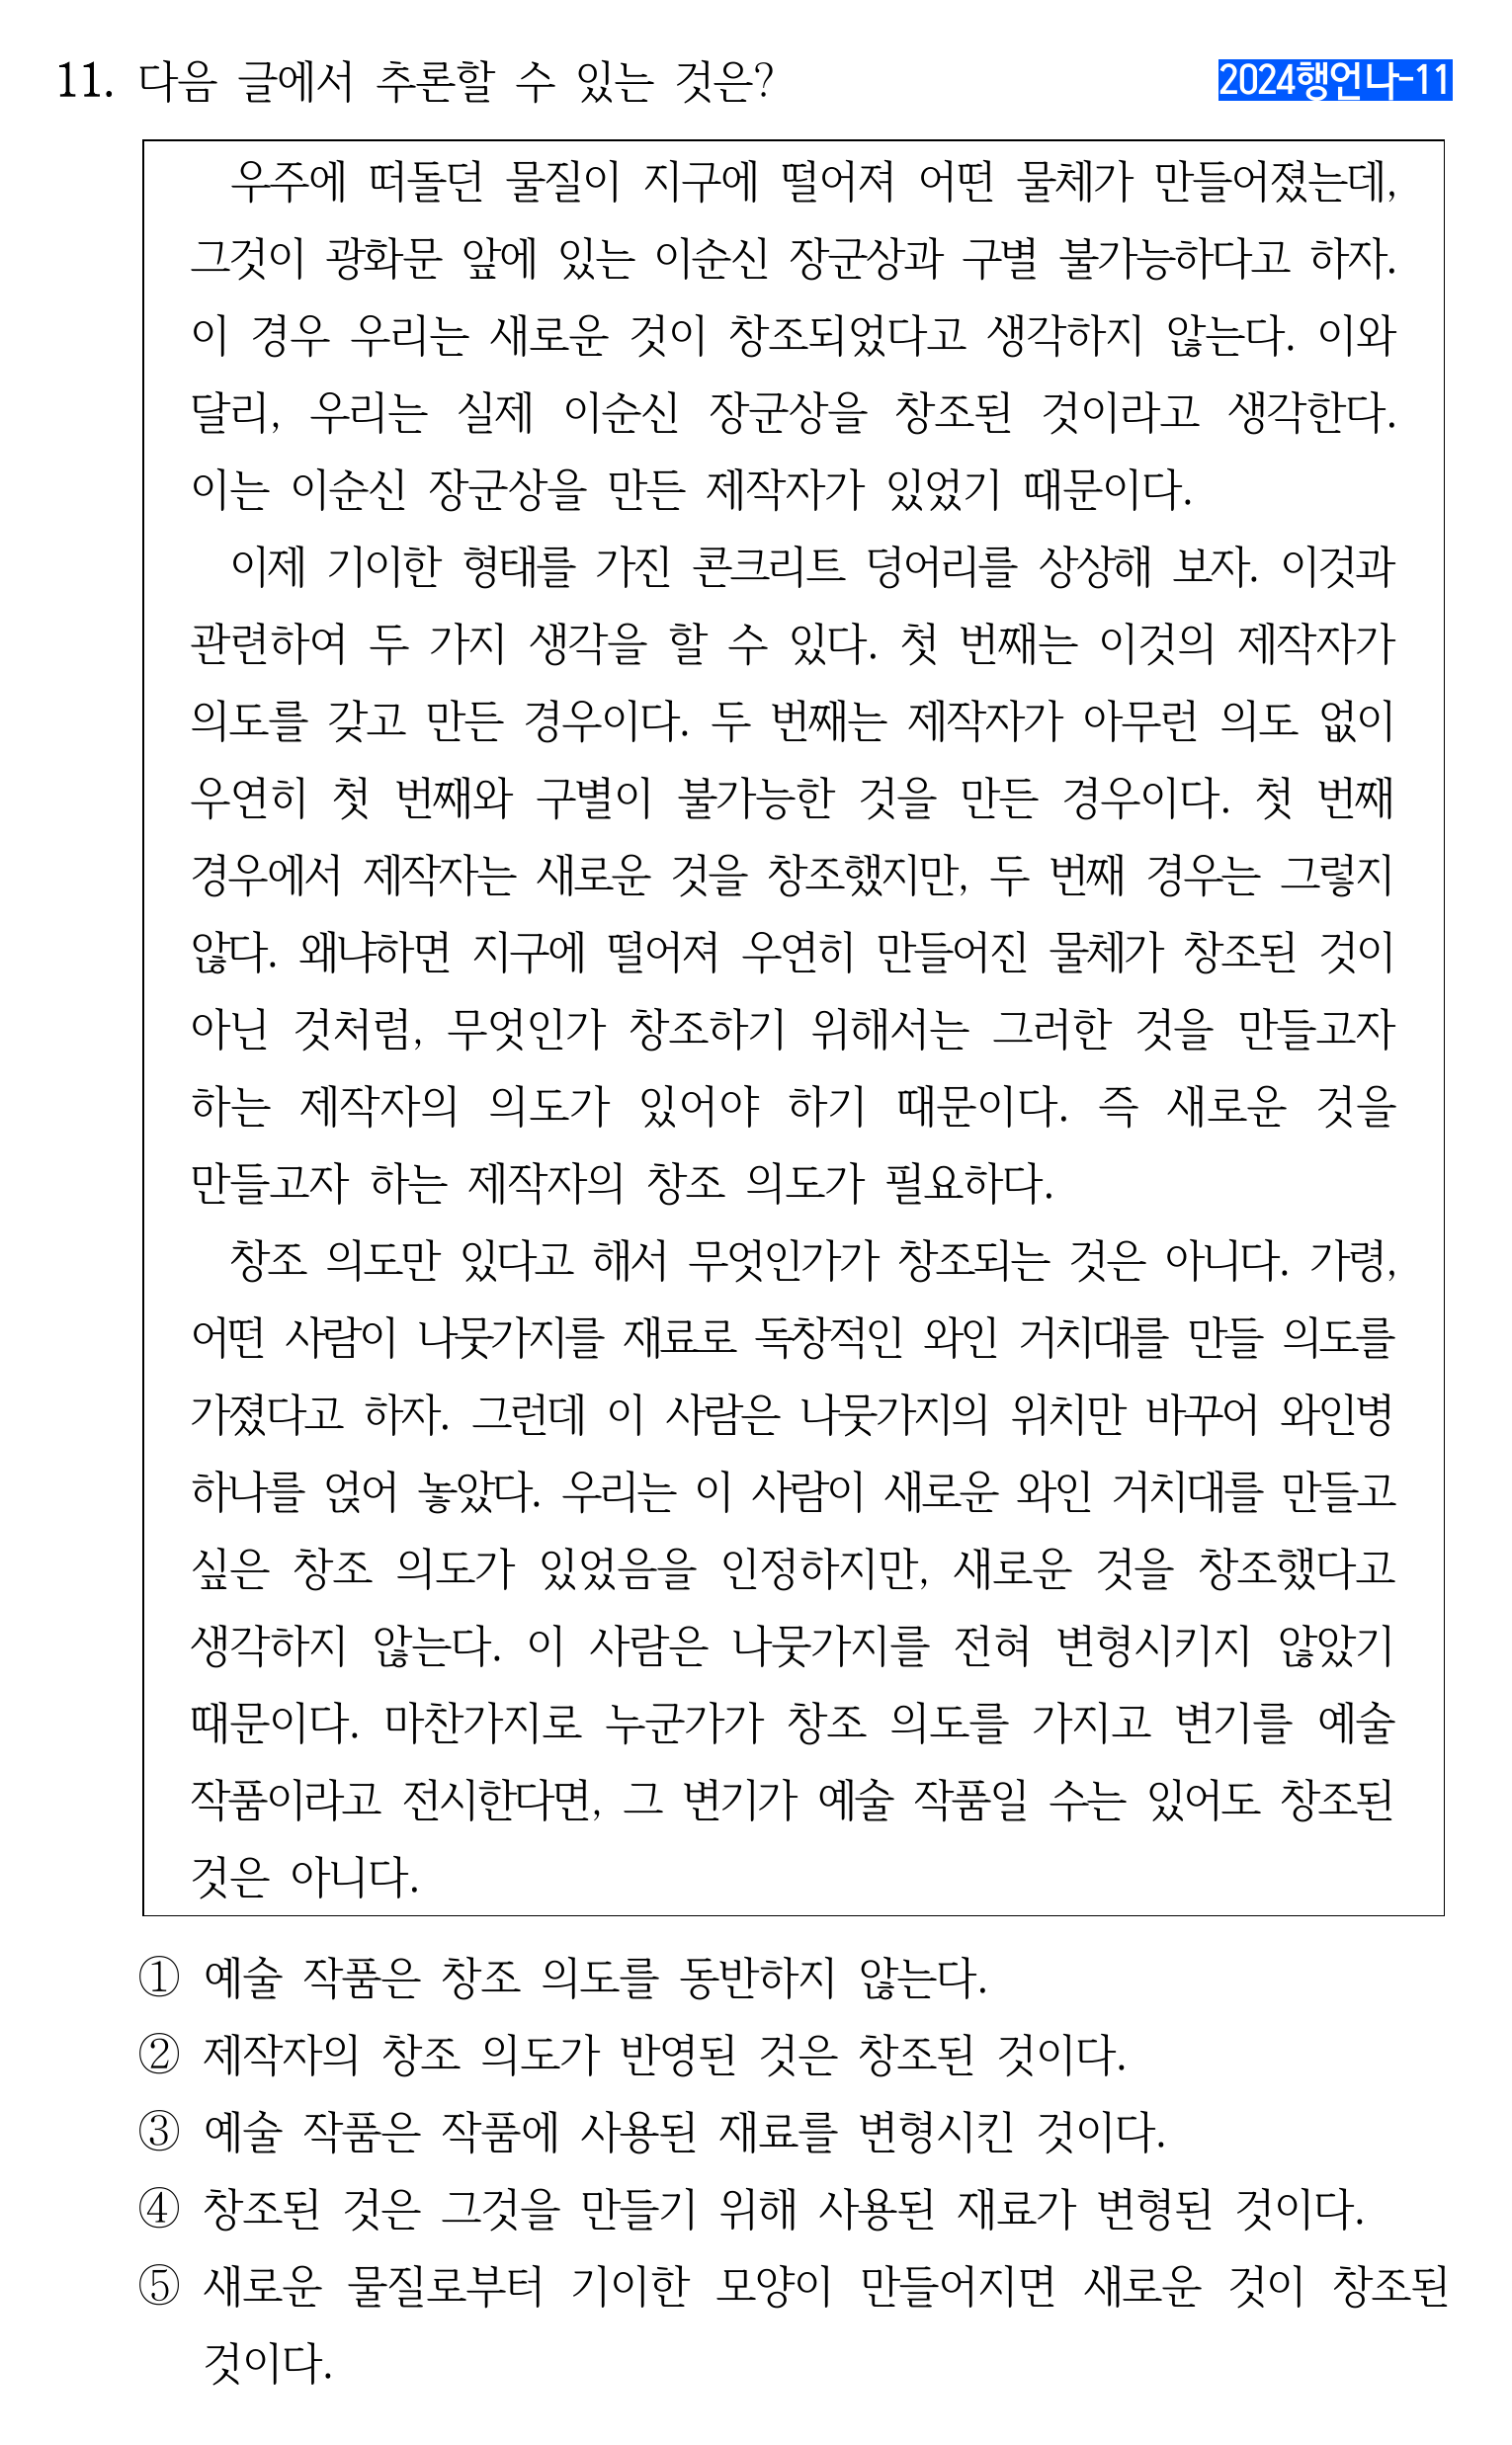 11. 다음 글에서 추론할 수 있는 것은?
2024행언나-11
우주에 떠돌던 물질이 지구에 떨어져 어떤 물체가 만들어졌는데,
그것이 광화문 앞에 있는 이순신 장군상과 구별 불가능하다고 하자.
이 경우 우리는 새로운 것이 창조되었다고 생각하지 않는다. 이와
달리, 우리는 실제 이순신 장군상을 창조된 것이라고 생각한다.
이는 이순신 장군상을 만든 제작자가 있었기 때문이다.
이제 기이한 형태를 가진 콘크리트 덩어리를 상상해 보자. 이것과
관련하여 두 가지 생각을 할 수 있다. 첫 번째는 이것의 제작자가
의도를 갖고 만든 경우이다. 두 번째는 제작자가 아무런 의도 없이
우연히 첫 번째와 구별이 불가능한 것을 만든 경우이다. 첫 번째
경우에서 제작자는 새로운 것을 창조했지만, 두 번째 경우는 그렇지
않다. 왜냐하면 지구에 떨어져 우연히 만들어진 물체가 창조된 것이
아닌 것처럼, 무엇인가 창조하기 위해서는 그러한 것을 만들고자
하는 제작자의 의도가 있어야 하기 때문이다. 즉 새로운 것을
만들고자 하는 제작자의 창조 의도가 필요하다.
창조 의도만 있다고 해서 무엇인가가 창조되는 것은 아니다. 가령,
어떤 사람이 나뭇가지를 재료로 독창적인 와인 거치대를 만들 의도를
가졌다고 하자. 그런데 이 사람은 나뭇가지의 위치만 바꾸어 와인병
하나를 얹어 놓았다. 우리는 이 사람이 새로운 와인 거치대를 만들고
싶은 창조 의도가 있었음을 인정하지만, 새로운 것을 창조했다고
생각하지 않는다. 이 사람은 나뭇가지를 전혀 변형시키지 않았기
때문이다. 마찬가지로 누군가가 창조 의도를 가지고 변기를 예술
작품이라고 전시한다면, 그 변기가 예술 작품일 수는 있어도 창조된
것은 아니다.
① 예술 작품은 창조 의도를 동반하지 않는다.
② 제작자의 창조 의도가 반영된 것은 창조된 것이다.
③ 예술 작품은 작품에 사용된 재료를 변형시킨 것이다.
④ 창조된 것은 그것을 만들기 위해 사용된 재료가 변형된 것이다.
⑤ 새로운 물질로부터 기이한 모양이 만들어지면 새로운 것이 창조된
것이다.